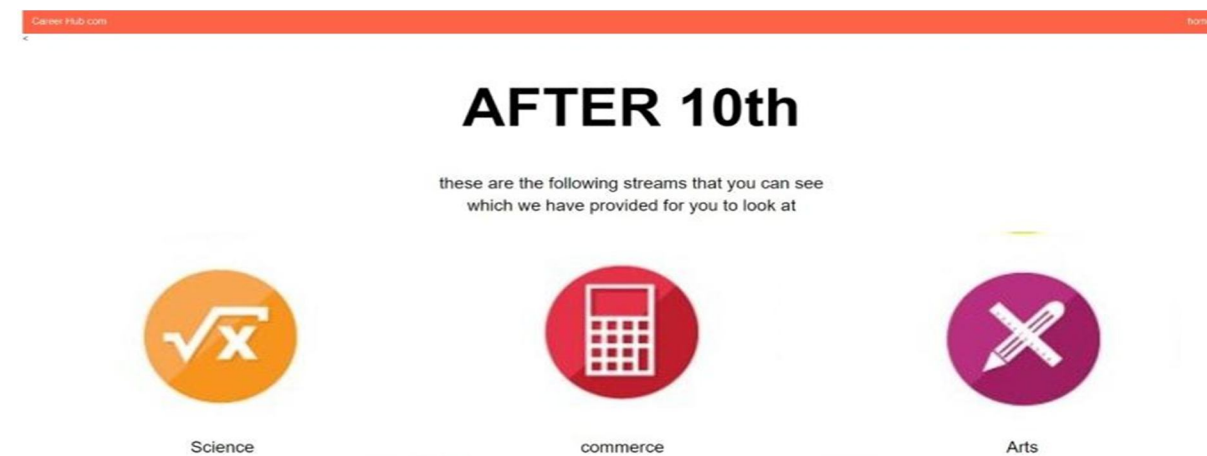 Career Hub com
hom
<
AFTER 10th
these are the following streams that you can see
which we have provided for you to look at
√x
Science
commerce
Arts